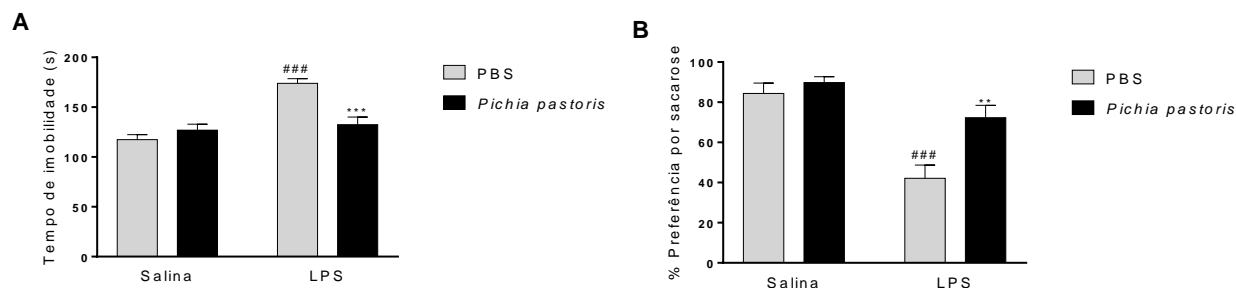 A
Tempo de imobilidade (s)
200
150
100
50
0
###
***
Salina
LPS
PBS
Pichia pastoris
B
% Preferência por sacarose
100
80
60
40
20
0
###
**
Salina
LPS
PBS
Pichia pastoris